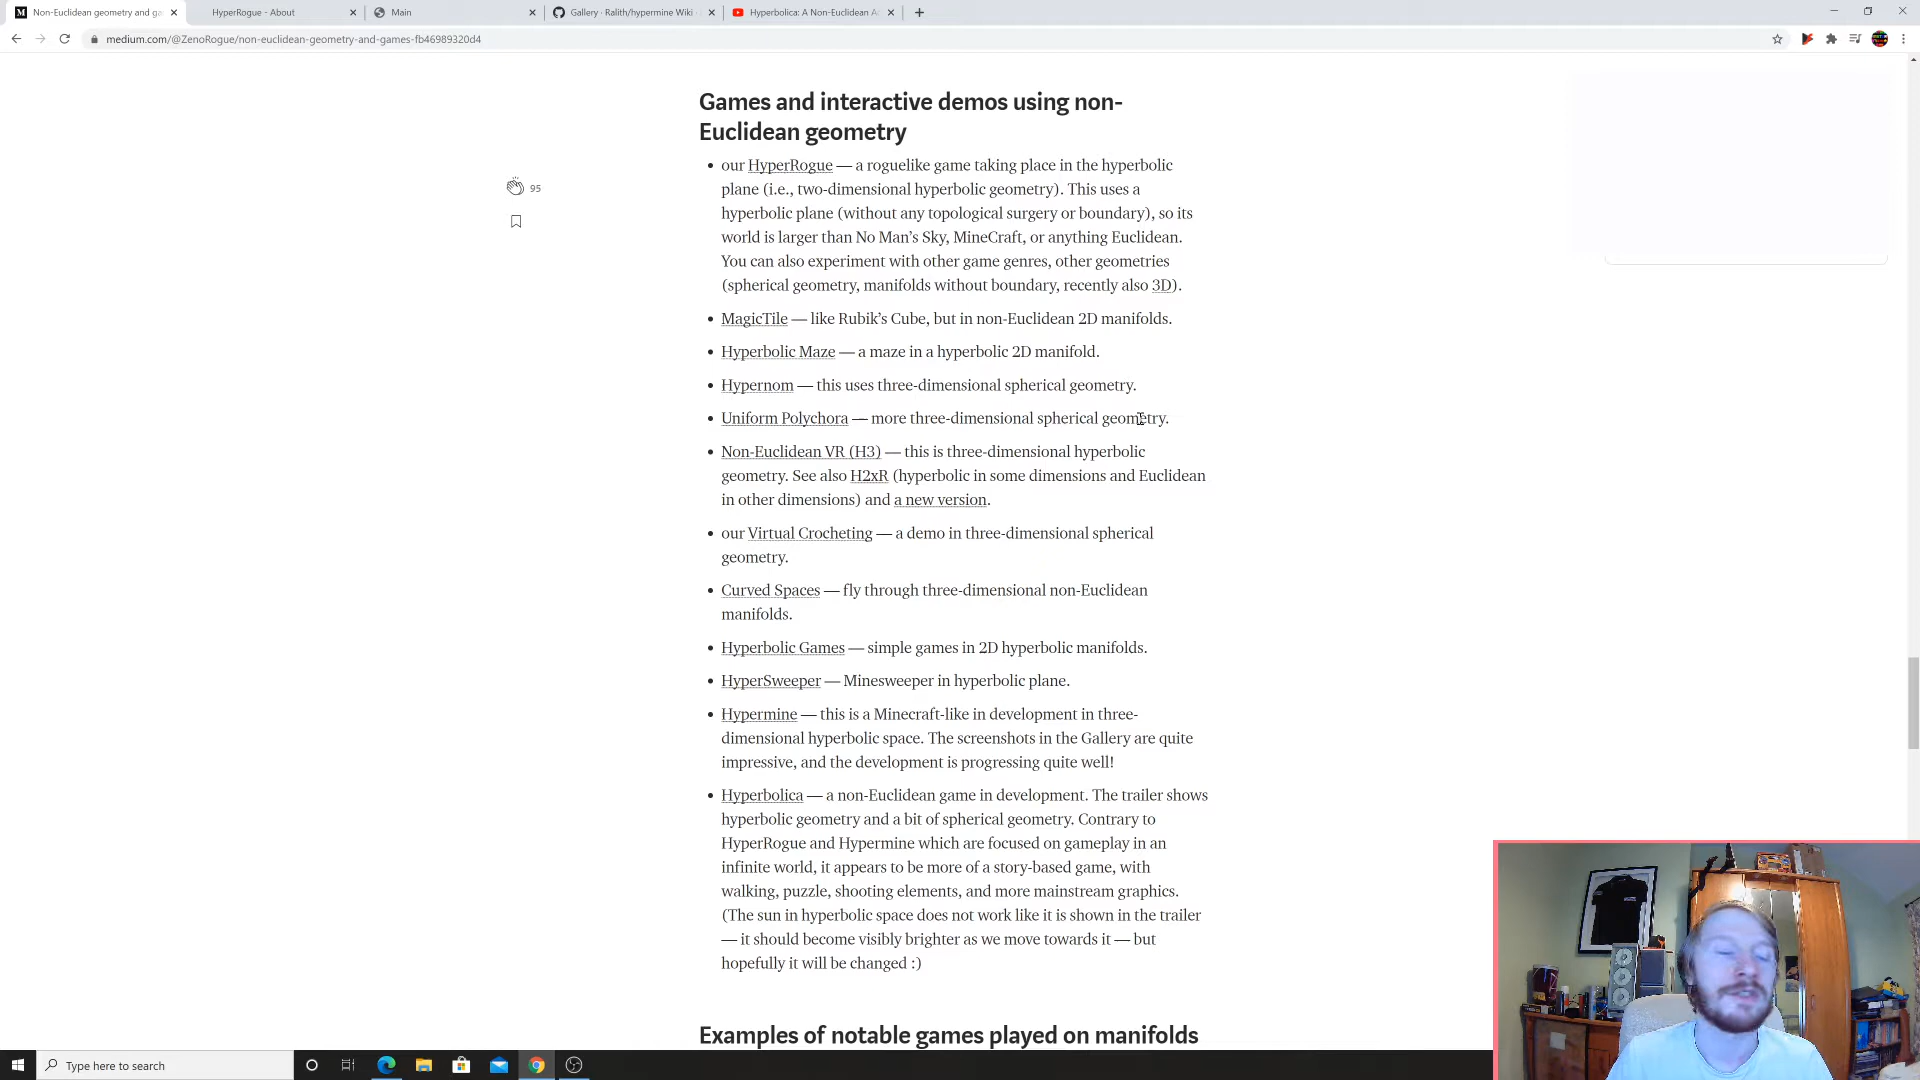 Non-Euclidean geometry and ga
HyperRogue - About
Main
Gallery · Ralith/hypermine Wiki ·
Hyperbolica: A Non-Euclidean A
medium.com/@ZenoRogue/non-euclidean-geometry-and-games-fb46989320d4
Games and interactive demos using non-
Euclidean geometry
95
• our HyperRogue — a roguelike game taking place in the hyperbolic
plane (i.e., two-dimensional hyperbolic geometry). This uses a
hyperbolic plane (without any topological surgery or boundary), so its
world is larger than No Man's Sky, MineCraft, or anything Euclidean.
You can also experiment with other game genres, other geometries
(spherical geometry, manifolds without boundary, recently also 3D).
• MagicTile — like Rubik's Cube, but in non-Euclidean 2D manifolds.
• Hyperbolic Maze — a maze in a hyperbolic 2D manifold.
• Hypernom — this uses three-dimensional spherical geometry.
• Uniform Polychora — more three-dimensional spherical geometry.
• Non-Euclidean VR (H3) — this is three-dimensional hyperbolic
geometry. See also H2xR (hyperbolic in some dimensions and Euclidean
in other dimensions) and a new version.
• our Virtual Crocheting — a demo in three-dimensional spherical
geometry.
• Curved Spaces — fly through three-dimensional non-Euclidean
manifolds.
• Hyperbolic Games — simple games in 2D hyperbolic manifolds.
• HyperSweeper — Minesweeper in hyperbolic plane.
• Hypermine — this is a Minecraft-like in development in three-
dimensional hyperbolic space. The screenshots in the Gallery are quite
impressive, and the development is progressing quite well!
• Hyperbolica — a non-Euclidean game in development. The trailer shows
hyperbolic geometry and a bit of spherical geometry. Contrary to
HyperRogue and Hypermine which are focused on gameplay in an
infinite world, it appears to be more of a story-based game, with
walking, puzzle, shooting elements, and more mainstream graphics.
(The sun in hyperbolic space does not work like it is shown in the trailer
— it should become visibly brighter as we move towards it — but
hopefully it will be changed :)
Examples of notable games played on manifolds
Type here to search